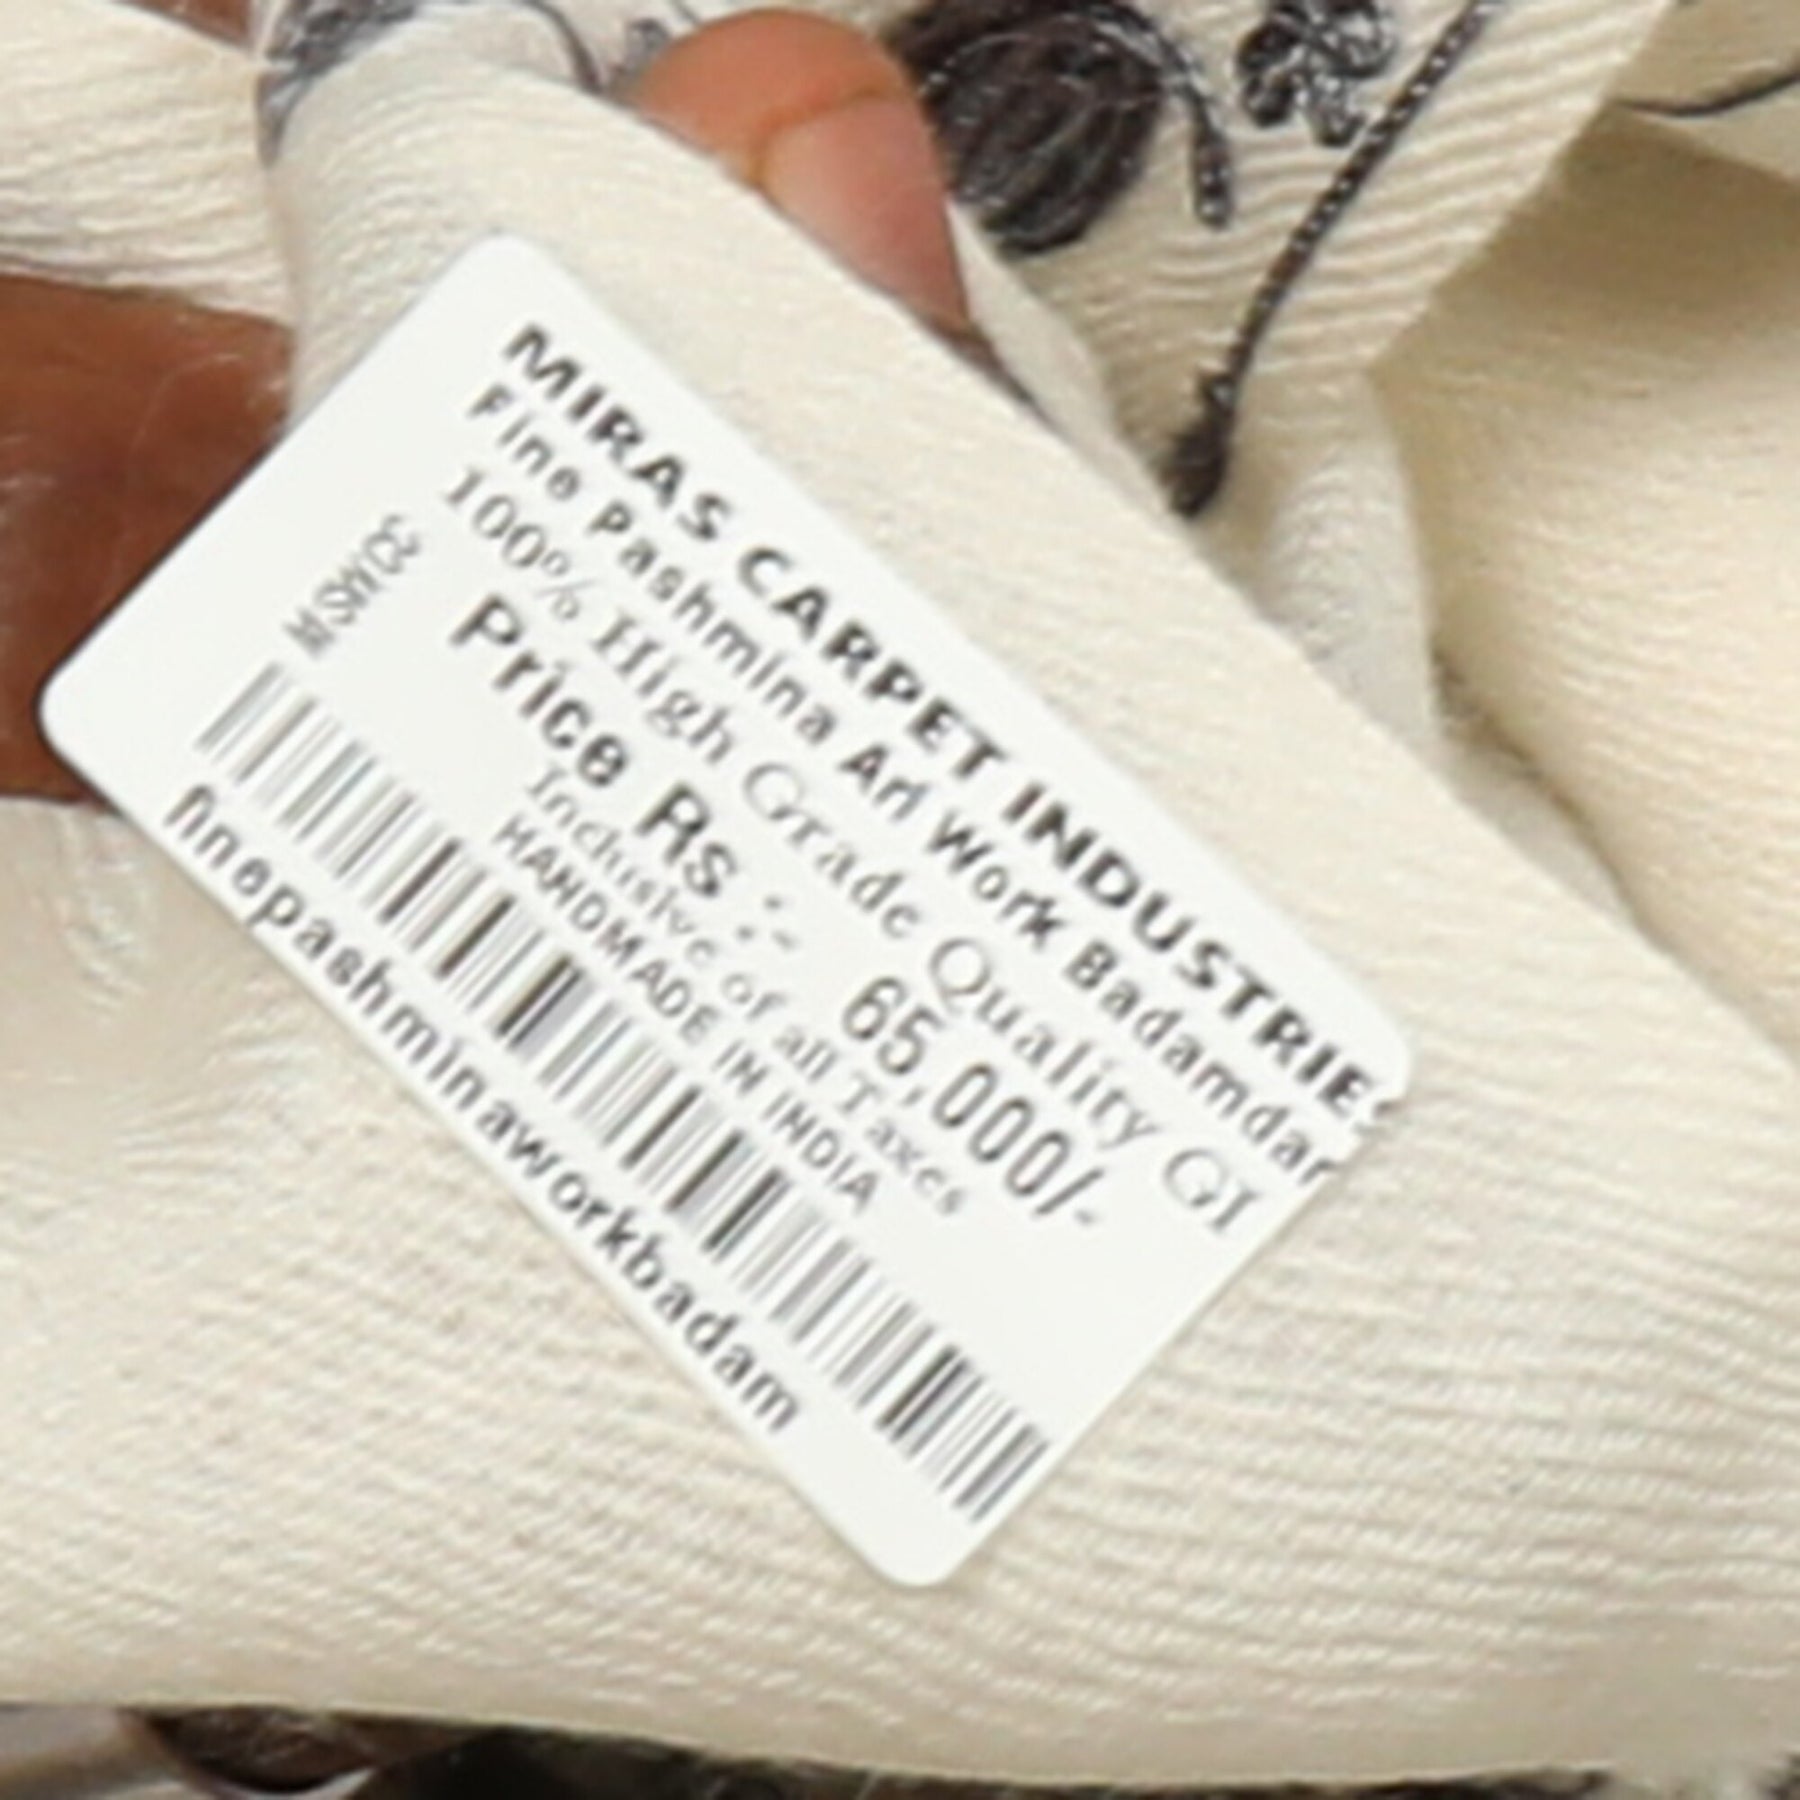 MIRAS CARPET INDUSTRIES
Fine Pashmina Art Work Badamdar
100% High Grade Quality GI
Price Rs :- 65,000/-
Inclusive of all Taxes
HANDMADE IN INDIA
finepashminaworkbadam